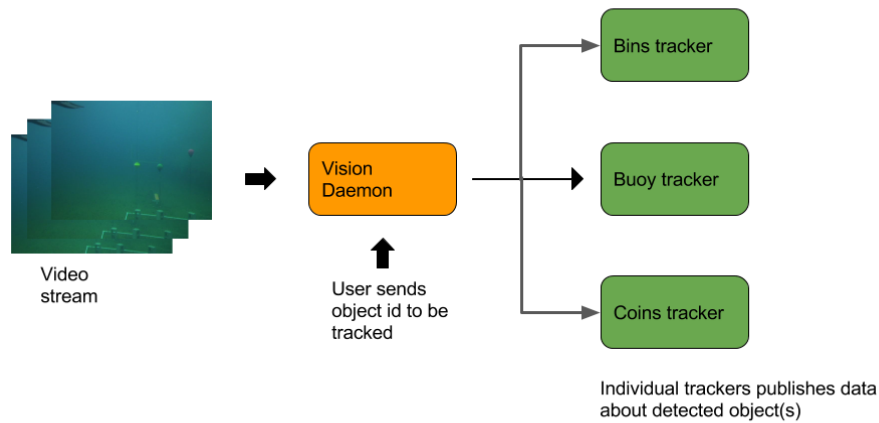 Bins tracker
Vision
Daemon
Buoy tracker
Video
stream
User sends
object id to be
tracked
Coins tracker
Individual trackers publishes data
about detected object(s)